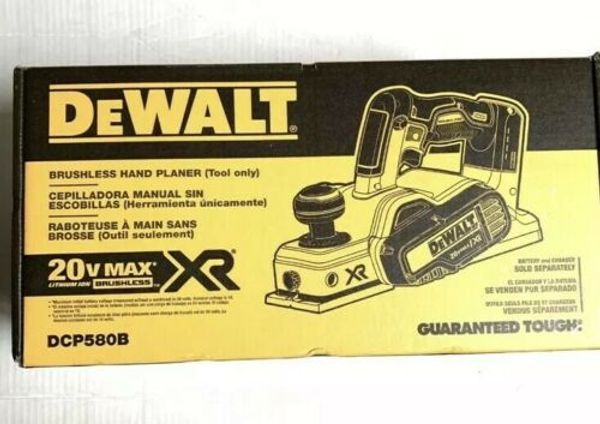 DEWALT®
BRUSHLESS HAND PLANER (Tool only)
CEPILLADORA MANUAL SIN
ESCOBILLAS (Herramienta únicamente)
RABOTEUSE À MAIN SANS
BROSSE (Outil seulement)
20V MAX*
LITHIUM ION BRUSHLESS
XR
DCP580B
DEWALT
20V MAX XR
XR
BATTERY and CHARGER
SOLD SEPARATELY
EL CARGADOR Y LA BATERÍA
SE VENDEN POR SEPARADO
VENDUS SÉPARÉMENT
GUARANTEED TOUGH.